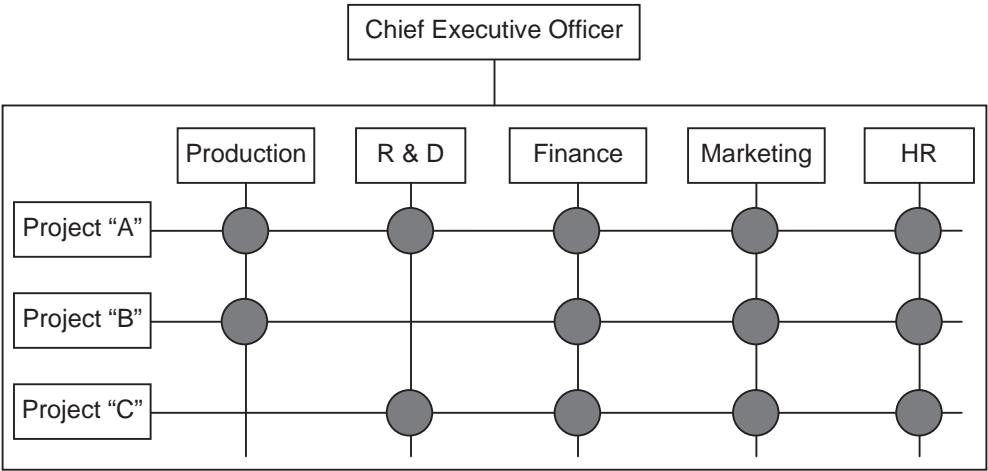 Chief Executive Officer
Production
R & D
Finance
Marketing
HR
Project “A”
Project “B”
Project “C”